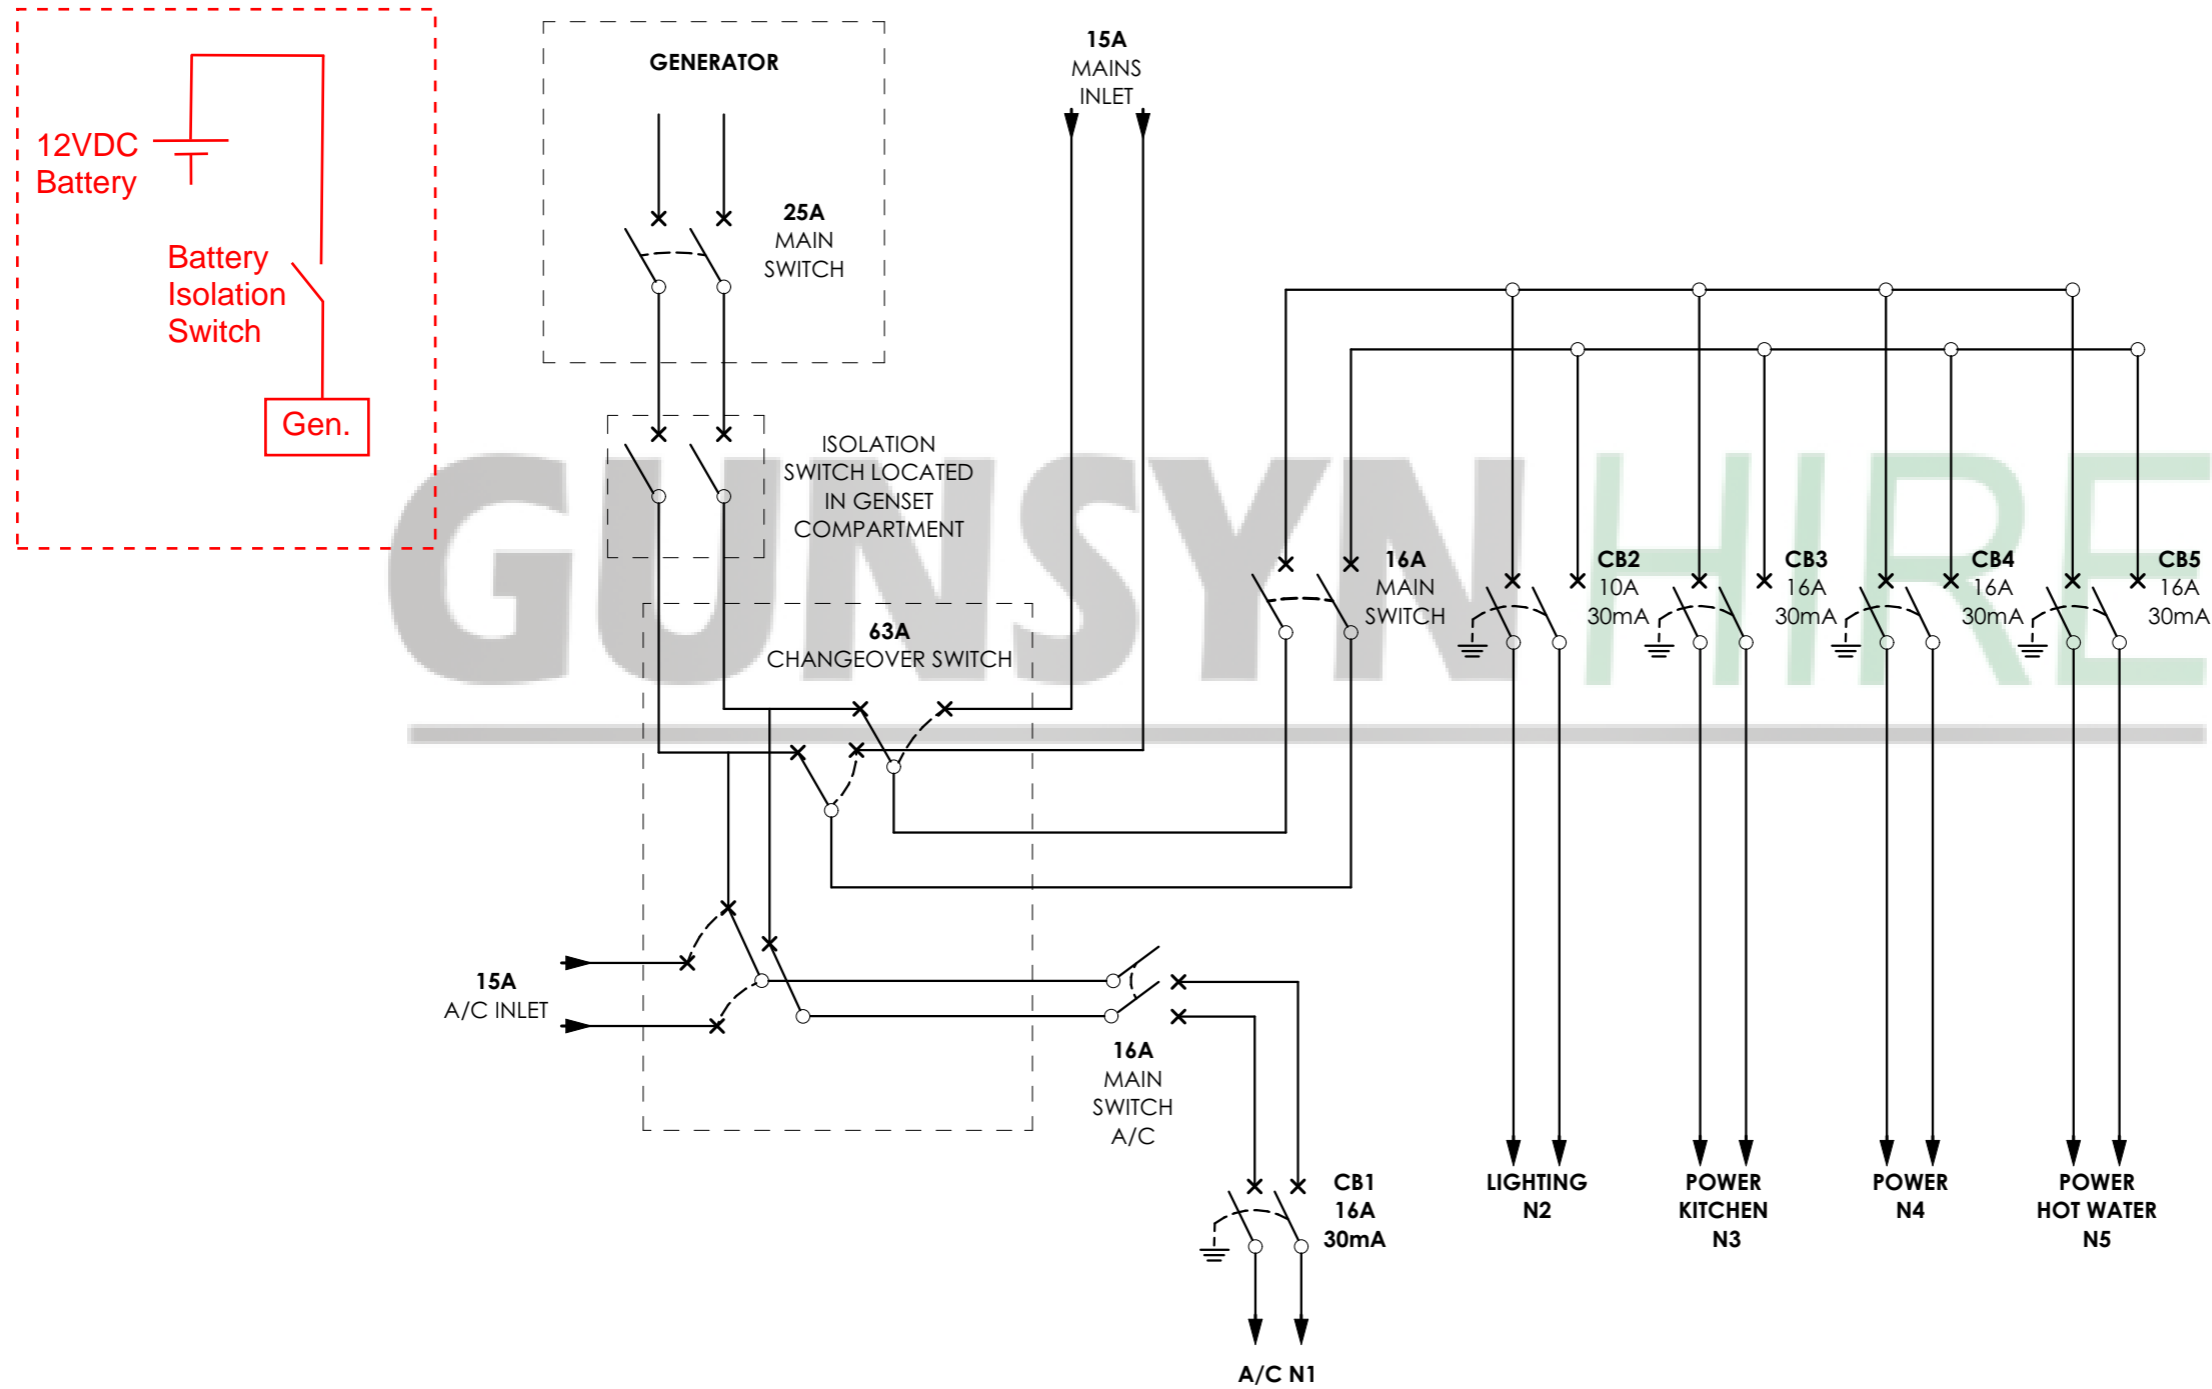 12VDC
Battery
Battery
Isolation
Switch
Gen.
GENERATOR
25A
MAIN
SWITCH
15A
MAINS
INLET
ISOLATION
SWITCH LOCATED
IN GENSET
COMPARTMENT
GUNSYN HIRE
63A
CHANGEOVER SWITCH
16A
MAIN
SWITCH
CB2
10A
30mA
CB3
16A
30mA
CB4
16A
30mA
CB5
16A
30mA
15A
A/C INLET
16A
MAIN
SWITCH
A/C
CB1
16A
30mA
A/C N1
LIGHTING
N2
POWER
KITCHEN
N3
POWER
N4
POWER
HOT WATER
N5